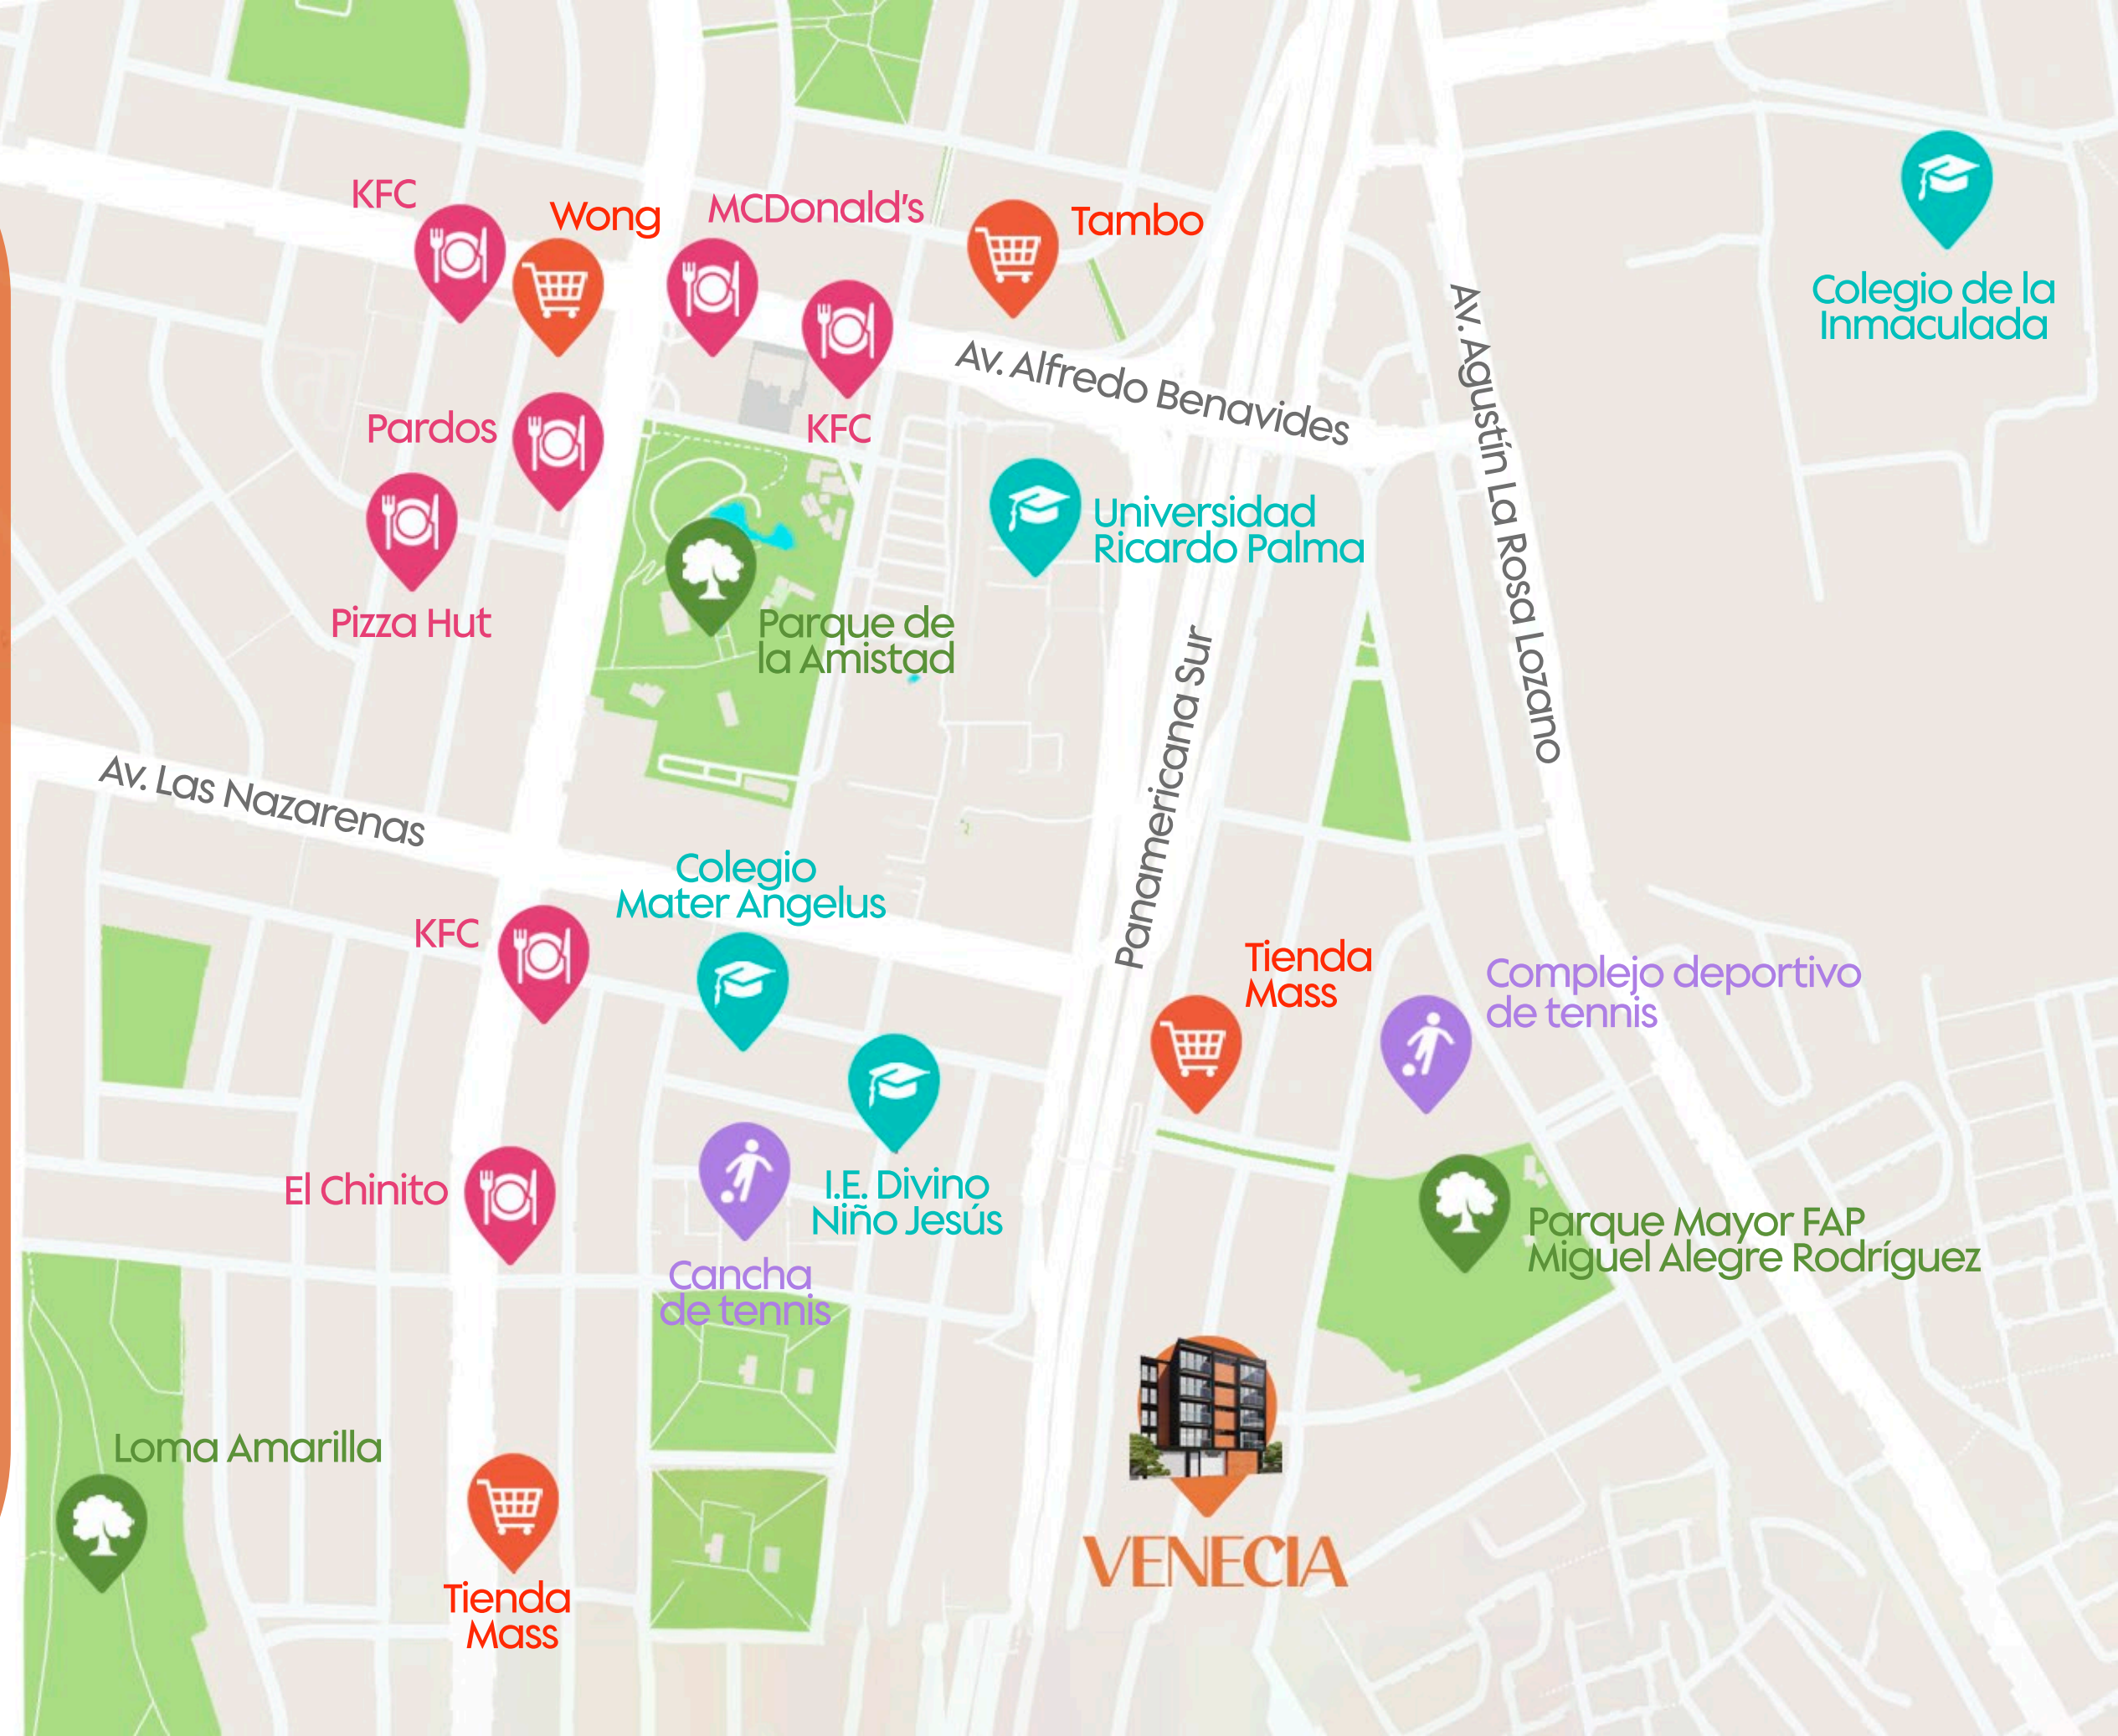 KFC
Wong
MCDonald's
Tambo
Colegio de la
Inmaculada
Av. Alfredo Benavides
Av. Agustín La Rosa Lozano
Pardos
KFC
Pizza Hut
Universidad
Ricardo Palma
Parque de
la Amistad
Panamericana sur
Av. Las Nazarenas
Colegio
Mater Angelus
KFC
Tienda
Mass
Complejo deportivo
de tennis
El Chinito
I.E. Divino
Niño Jesús
Cancha
de tennis
Parque Mayor FAP
Miguel Alegre Rodríguez
Loma Amarilla
VENECIA
Tienda
Mass